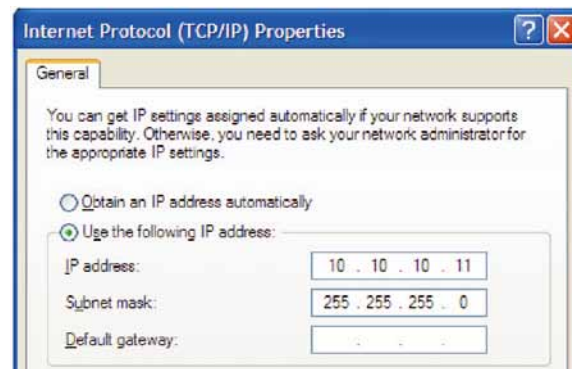 Internet Protocol (TCP/IP) Properties
General
You can get IP settings assigned automatically if your network supports
this capability. Otherwise, you need to ask your network administrator for
the appropriate IP settings.
Obtain an IP address automatically
Use the following IP address:
IP address: 10 . 10 . 10 . 11
Subnet mask: 255 . 255 . 255 . 0
Default gateway: . . .